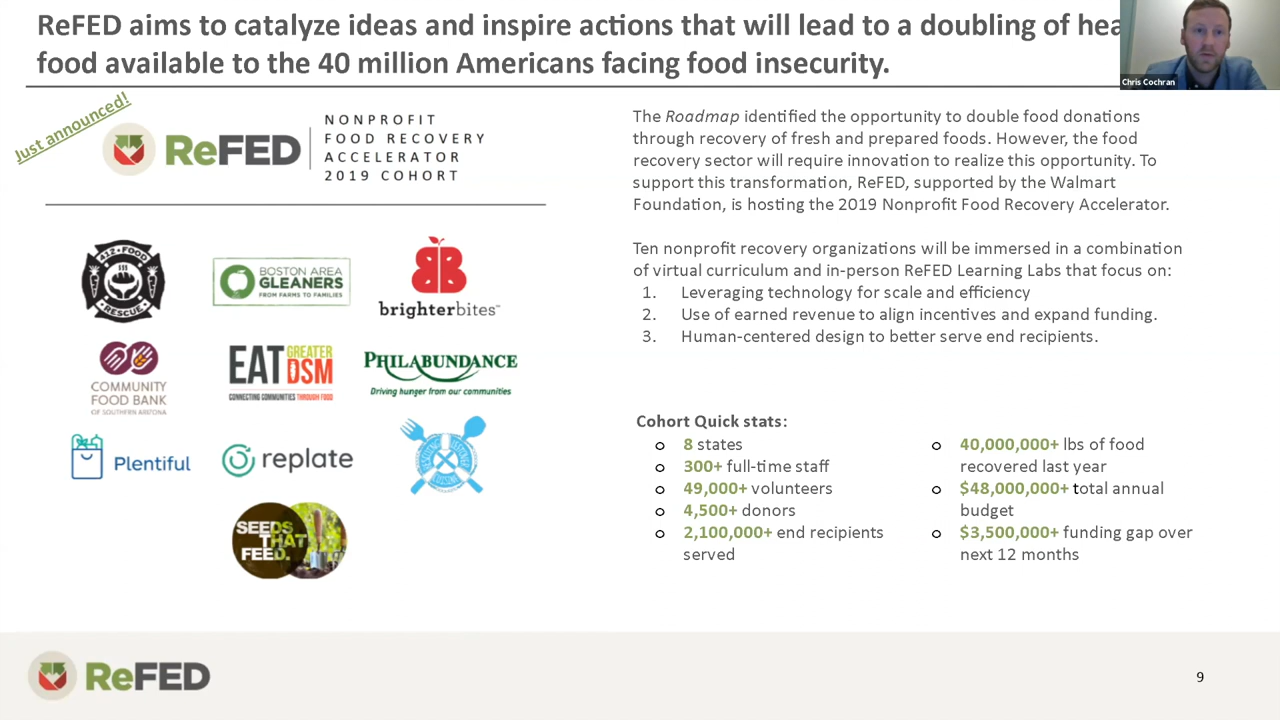 ReFED aims to catalyze ideas and inspire actions that will lead to a doubling of hea
food available to the 40 million Americans facing food insecurity.
Chris Cochran
Just announced!
ReFED
NONPROFIT
FOOD RECOVERY
ACCELERATOR
2019 COHORT
412 FOOD
RESCUE
BOSTON AREA
GLEANERS
FROM FARMS TO FAMILIES
brighterbites™
COMMUNITY
FOOD BANK
OF SOUTHERN ARIZONA
EAT GREATER
DSM
CONNECTING COMMUNITIES THROUGH FOOD
PHILABUNDANCE
Driving hunger from our communities
Plentiful
replate
SEEDS
THAT
FEED.
The Roadmap identified the opportunity to double food donations
through recovery of fresh and prepared foods. However, the food
recovery sector will require innovation to realize this opportunity. To
support this transformation, ReFED, supported by the Walmart
Foundation, is hosting the 2019 Nonprofit Food Recovery Accelerator.
Ten nonprofit recovery organizations will be immersed in a combination
of virtual curriculum and in-person ReFED Learning Labs that focus on:
1. Leveraging technology for scale and efficiency
2. Use of earned revenue to align incentives and expand funding.
3. Human-centered design to better serve end recipients.
Cohort Quick stats:
o 8 states
o 300+ full-time staff
o 49,000+ volunteers
o 4,500+ donors
o 2,100,000+ end recipients
served
o 40,000,000+ lbs of food
recovered last year
o $48,000,000+ total annual
budget
o $3,500,000+ funding gap over
next 12 months
ReFED
9